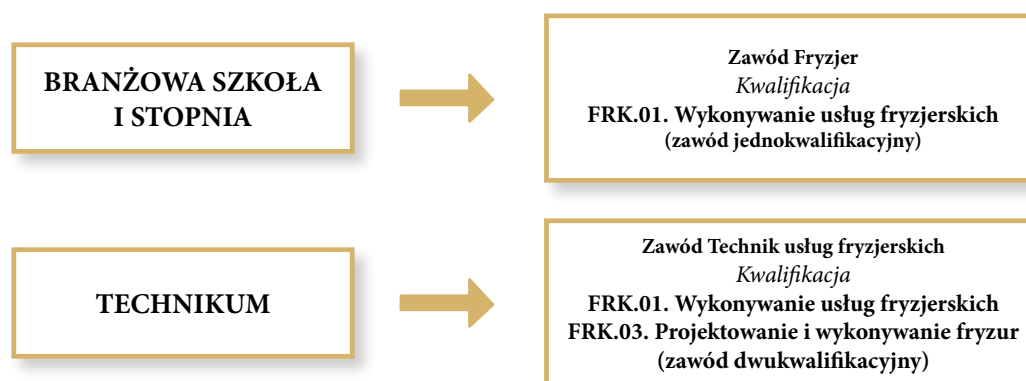 BRANŻOWA SZKOŁA
I STOPNIA
Zawód Fryzjer
Kwalifikacja
FRK.01. Wykonywanie usług fryzjerskich
(zawód jednokwalifikacyjny)
TECHNIKUM
Zawód Technik usług fryzjerskich
Kwalifikacja
FRK.01. Wykonywanie usług fryzjerskich
FRK.03. Projektowanie i wykonywanie fryzur
(zawód dwukwalifikacyjny)